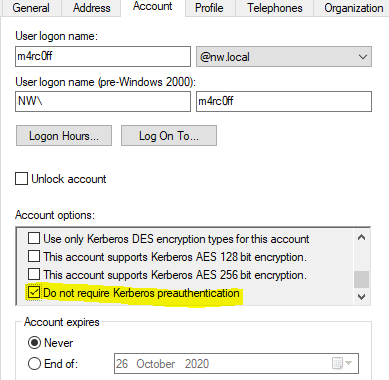 General Address Account Profile Telephones Organization
User logon name:
m4rc0ff @nw.local
User logon name (pre-Windows 2000):
NW\ m4rc0ff
Logon Hours... Log On To...
Unlock account
Account options:
Use only Kerberos DES encryption types for this account
This account supports Kerberos AES 128 bit encryption.
This account supports Kerberos AES 256 bit encryption.
Do not require Kerberos preauthentication
Account expires
Never
End of: 26 October 2020